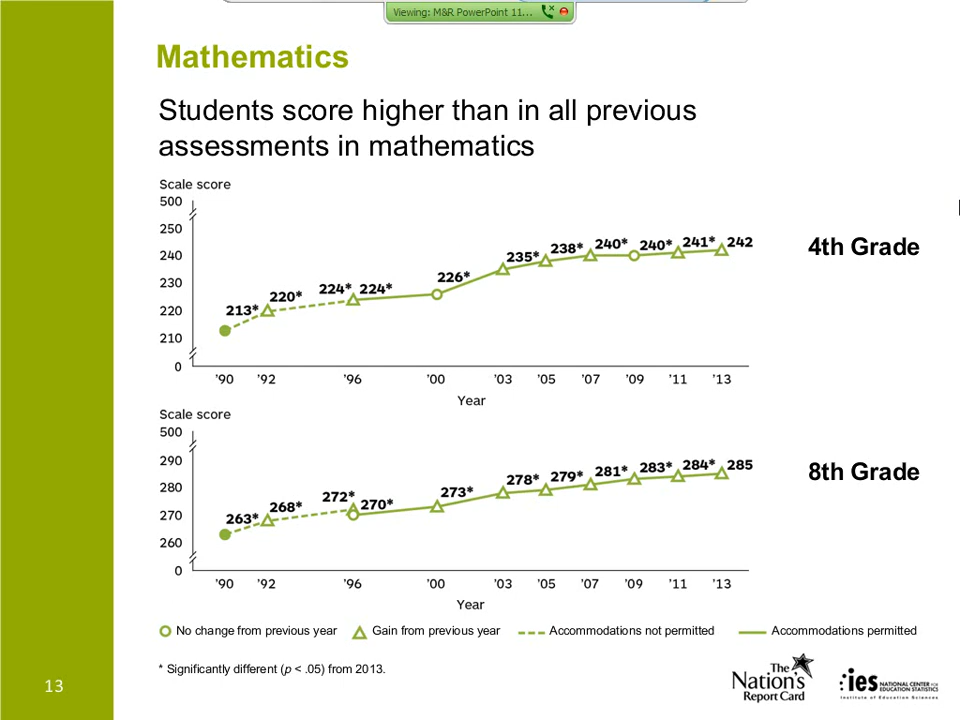 Viewing: M&R PowerPoint 11...
Mathematics
Students score higher than in all previous
assessments in mathematics
Scale score
500
250
240
230
220
210
0
213*
220*
224*
224*
226*
235*
238*
240*
240*
241*
242
4th Grade
'90 '92 '96 '00 '03 '05 '07 '09 '11 '13
Year
Scale score
500
290
280
270
260
0
263*
268*
272*
270*
273*
278*
279*
281*
283*
284*
285
8th Grade
'90 '92 '96 '00 '03 '05 '07 '09 '11 '13
Year
No change from previous year Gain from previous year Accommodations not permitted Accommodations permitted
* Significantly different (p < .05) from 2013.
13
The
Nation's
Report Card
ies NATIONAL CENTER FOR
EDUCATION STATISTICS
Institute of Education Sciences